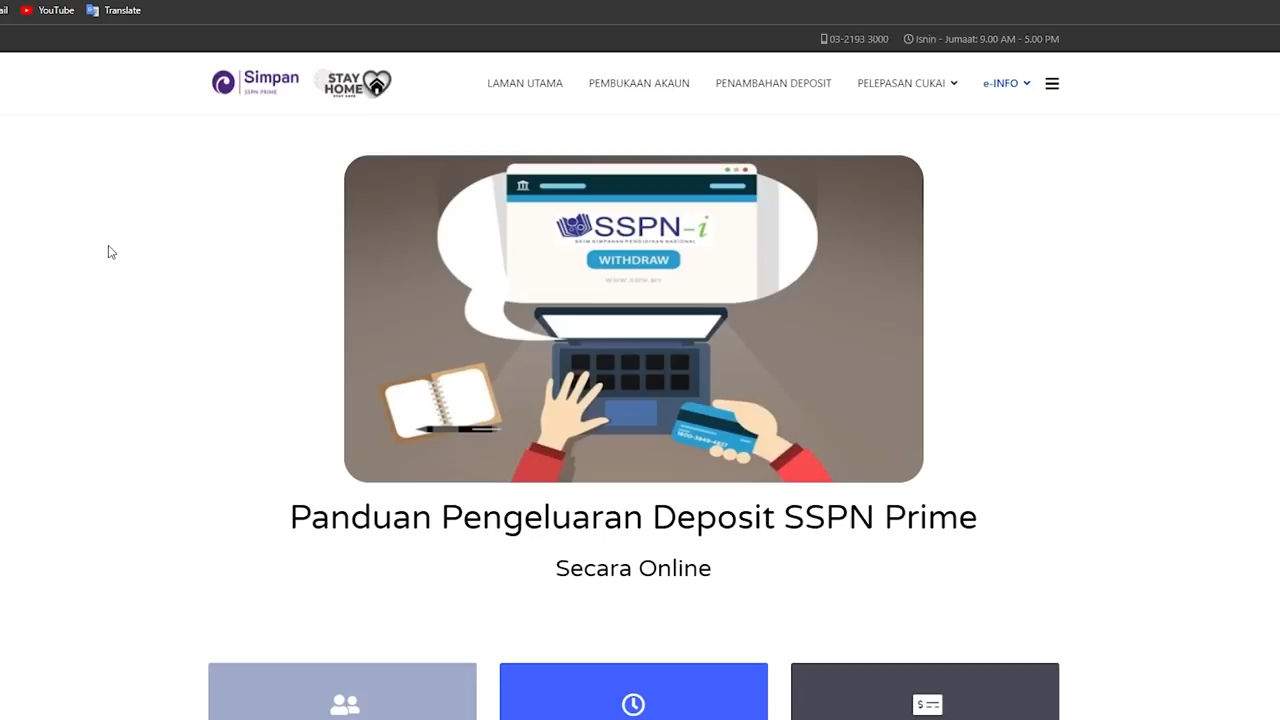 YouTube
Translate
03-2193 3000
Isnin - Jumaat: 9.00 AM - 5.00 PM
Simpan
SSPN PRIME
STAY
HOME
STAY SAFE
LAMAN UTAMA
PEMBUKAAN AKAUN
PENAMBAHAN DEPOSIT
PELEPASAN CUKAI
e-INFO
SSPN-i
SKIM SIMPANAN PENDIDIKAN NASIONAL
WITHDRAW
Panduan Pengeluaran Deposit SSPN Prime
Secara Online